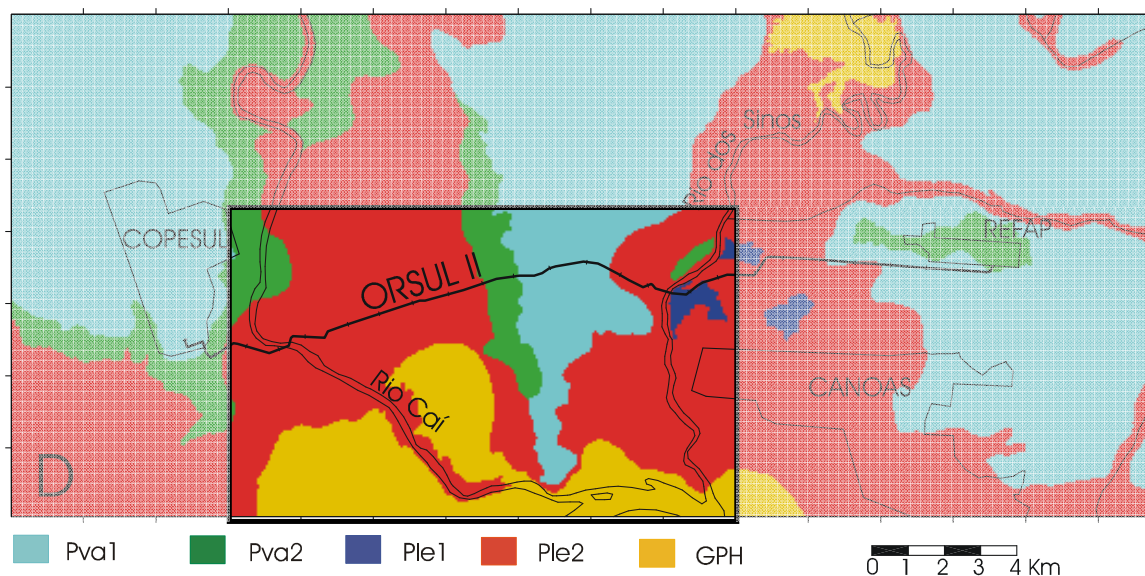 Rio dos Sinos
COPESUL
REFAP
ORSUL II
Rio Caí
CANOAS
D
Pva1 Pva2 Ple1 Ple2 GPH
0 1 2 3 4 Km